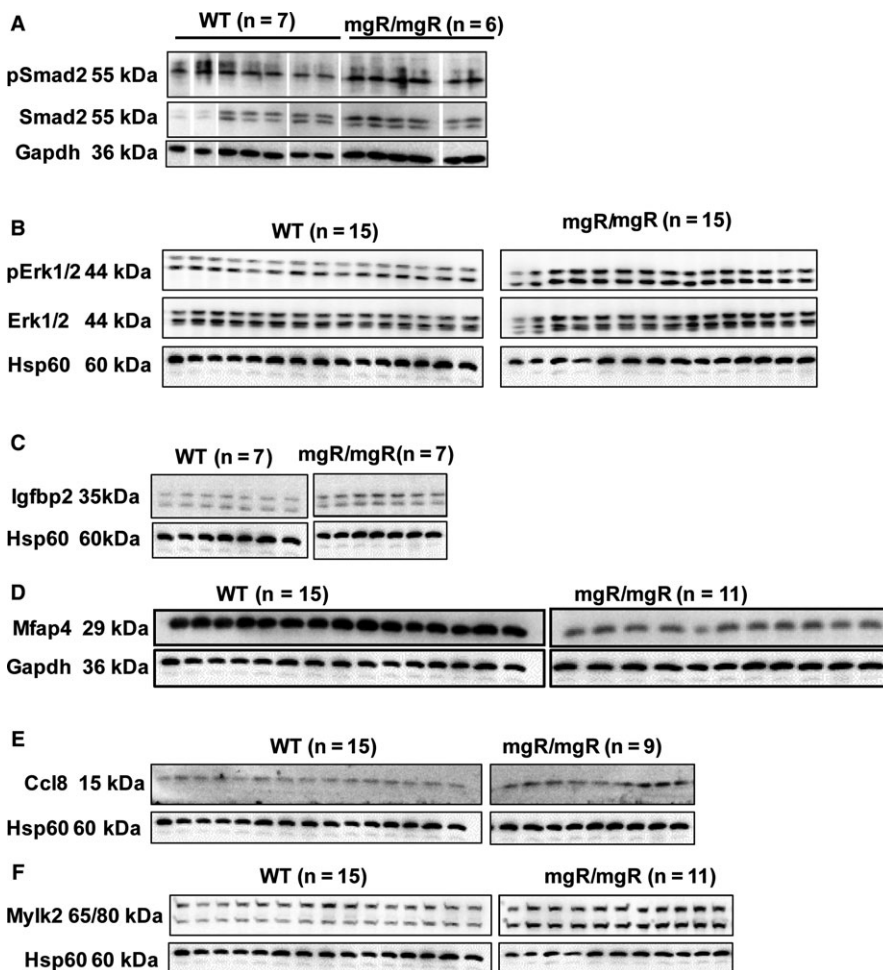 A
WT (n = 7) mgR/mgR (n = 6)
pSmad2 55 kDa
Smad2 55 kDa
Gapdh 36 kDa
B
WT (n = 15) mgR/mgR (n = 15)
pErk1/2 44 kDa
Erk1/2 44 kDa
Hsp60 60 kDa
C
WT (n = 7) mgR/mgR(n = 7)
Igfbp2 35kDa
Hsp60 60kDa
D
WT (n = 15) mgR/mgR (n = 11)
Mfap4 29 kDa
Gapdh 36 kDa
E
WT (n = 15) mgR/mgR (n = 9)
Ccl8 15 kDa
Hsp60 60 kDa
F
WT (n = 15) mgR/mgR (n = 11)
Mylk2 65/80 kDa
Hsp60 60 kDa